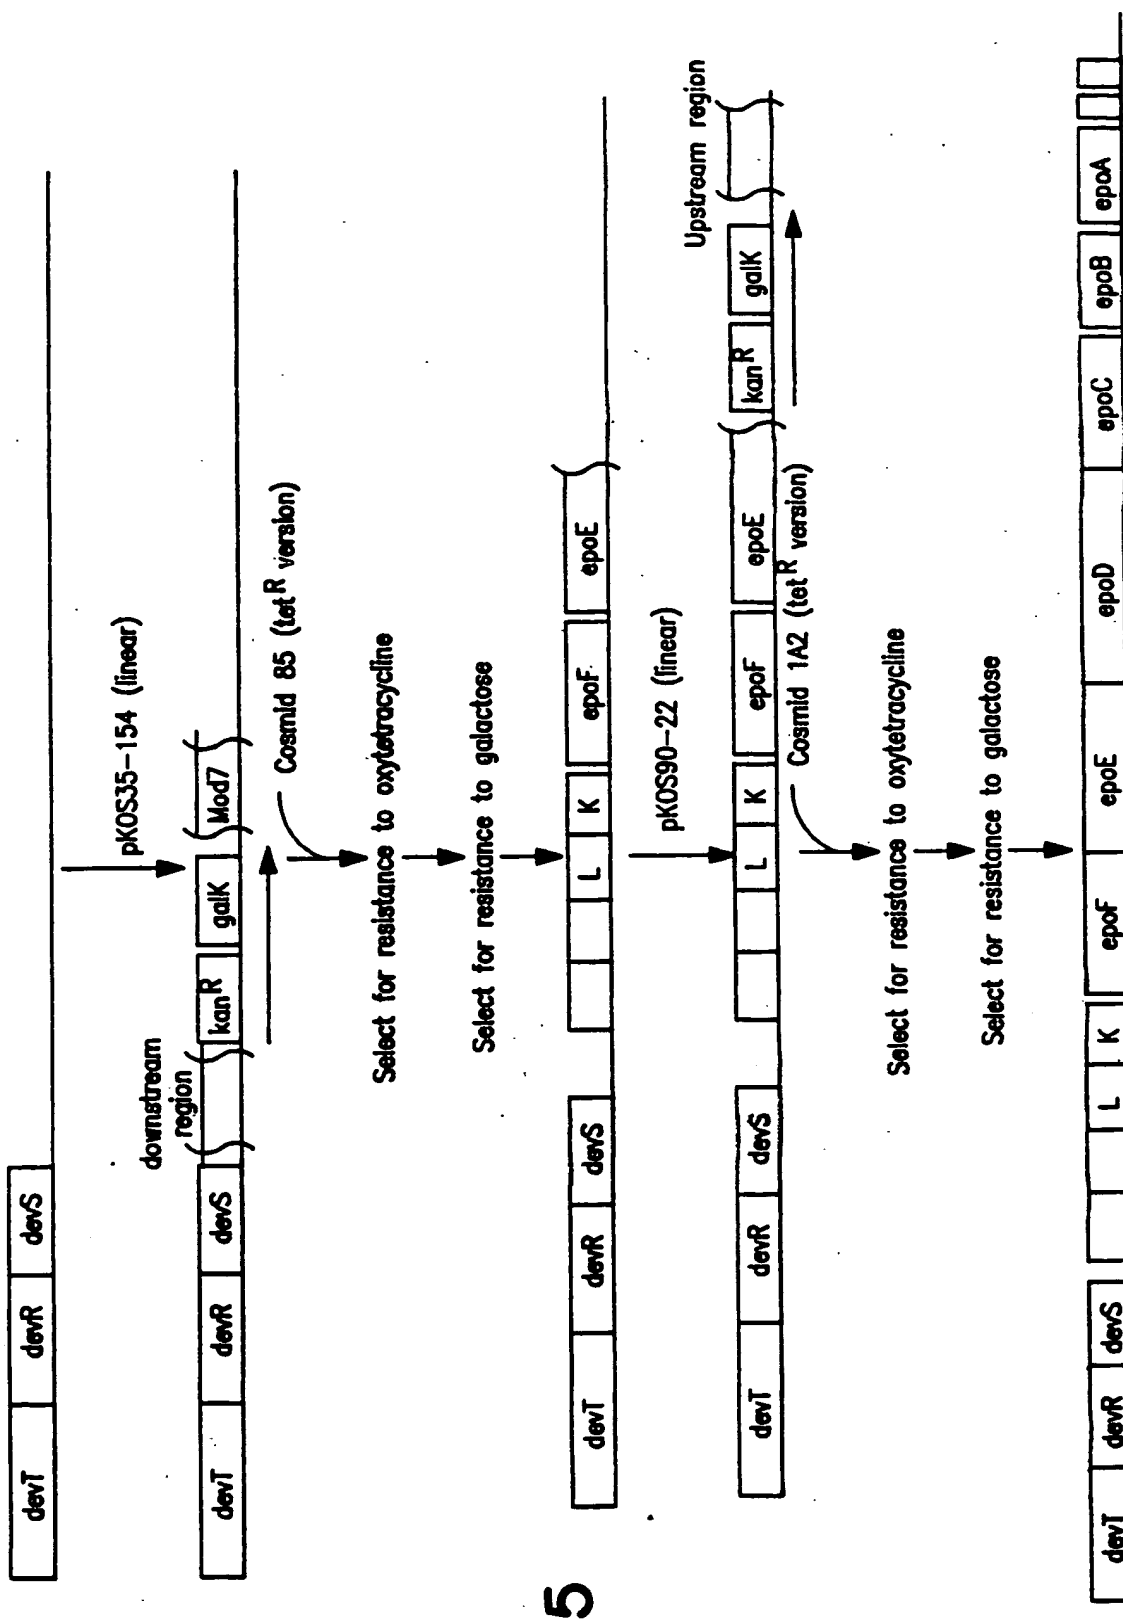 devT devR devS
pKOS35-154 (linear)
downstream
region
devT devR devS kanR galK Mod7
Cosmid 85 (tetR version)
Select for resistance to oxytetracycline
Select for resistance to galactose
devT devR devS L K epoF epoE
pKOS90-22 (linear)
Upstream region
devT devR devS L K epoF epoE kanR galK
Cosmid 1A2 (tetR version)
Select for resistance to oxytetracycline
Select for resistance to galactose
devT devR devS L K epoF epoE epoD epoC epoB epoA
5